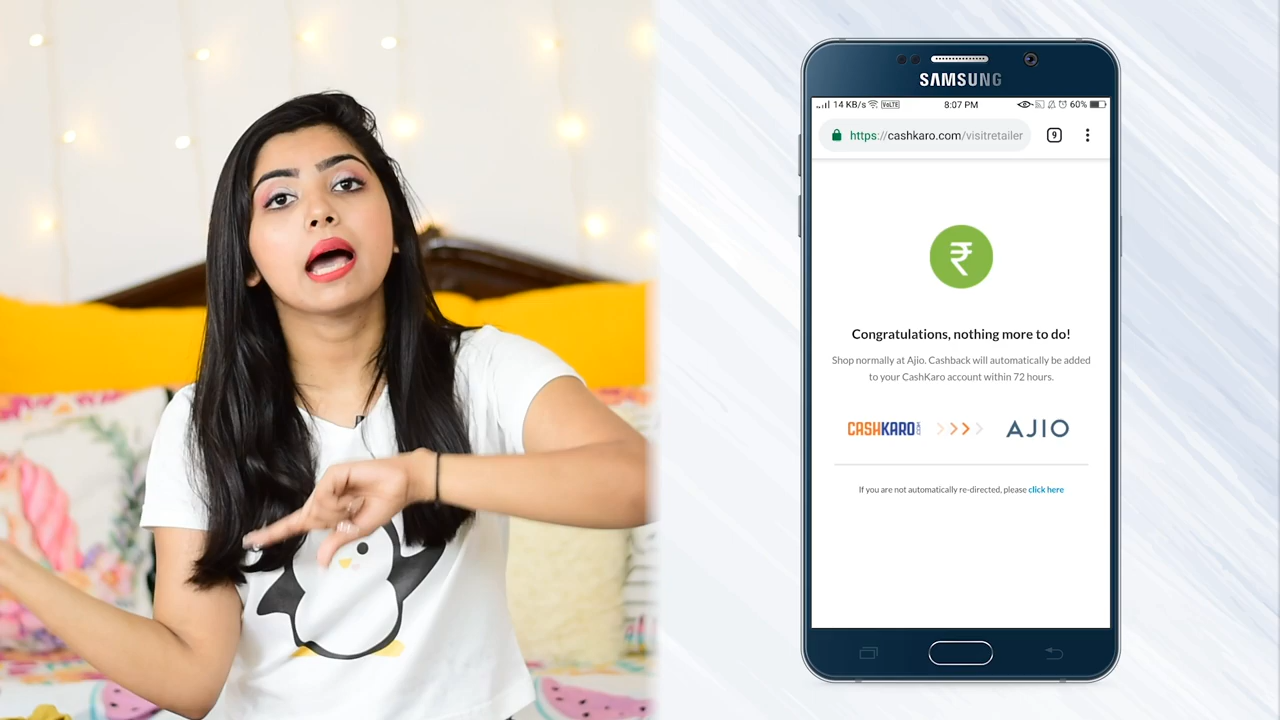 SAMSUNG
14 KB/s VoLTE 8:07 PM 60%
https://cashkaro.com/visitretailer 9
₹
Congratulations, nothing more to do!
Shop normally at Ajio. Cashback will automatically be added
to your CashKaro account within 72 hours.
CASHKARO.COM >>>> AJIO
If you are not automatically re-directed, please click here